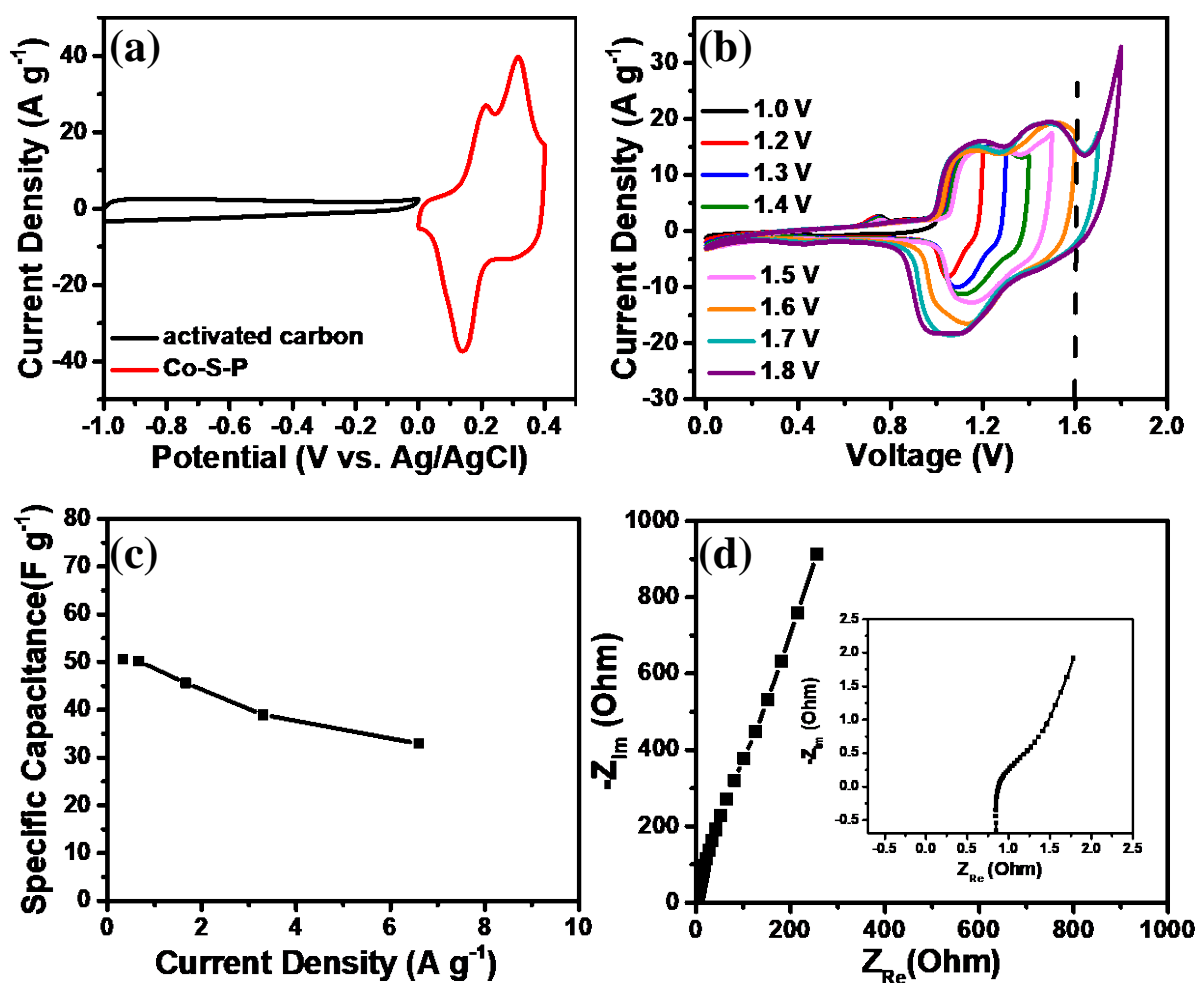 (a)
Current Density (A g⁻¹)
40
20
0
-20
-40
activated carbon
Co-S-P
-1.0 -0.8 -0.6 -0.4 -0.2 0.0 0.2 0.4
Potential (V vs. Ag/AgCl)
(b)
Current Density (A g⁻¹)
30
20
10
0
-10
-20
-30
1.0 V
1.2 V
1.3 V
1.4 V
1.5 V
1.6 V
1.7 V
1.8 V
0.0 0.4 0.8 1.2 1.6 2.0
Voltage (V)
(c)
Specific Capacitance(F g⁻¹)
80
70
60
50
40
30
20
10
0
0 2 4 6 8 10
Current Density (A g⁻¹)
(d)
-Z_Im (Ohm)
1000
800
600
400
200
0
0 200 400 600 800 1000
Z_Re(Ohm)
-Z_Im (Ohm)
2.5
2.0
1.5
1.0
0.5
0.0
-0.5
-0.5 0.0 0.5 1.0 1.5 2.0 2.5
Z_Re (Ohm)